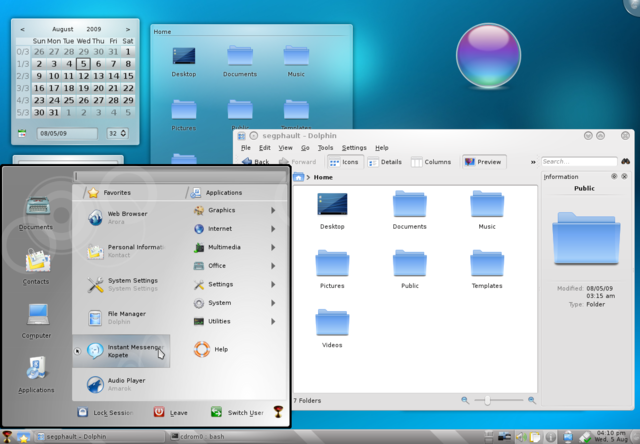 < August 2009 >
Sun Mon Tue Wed Thu Fri Sat
0/3 26 27 28 29 30 31 1
1/3 2 3 4 5 6 7 8
2/3 9 10 11 12 13 14 15
3/3 16 17 18 19 20 21 22
4/3 23 24 25 26 27 28 29
5/3 30 31 1 2 3 4 5
08/05/09 32
Home
Desktop Documents Music
Pictures Public Templates
segphault - Dolphin
File Edit View Go Tools Settings Help
Back Forward Icons Details Columns Preview » Search...
> Home
Desktop Documents Music
Pictures Public Templates
Videos
7 Folders
Information
Public
Modified: 08/05/09
03:15 am
Type: Folder
Documents
Contacts
Computer
Applications
Favorites
Web Browser
Arora
Personal Informat
Kontact
System Settings
System Settings
File Manager
Dolphin
Instant Messenger
Kopete
Audio Player
Amarok
Applications
Graphics
Internet
Multimedia
Office
Settings
System
Utilities
Help
Lock Session Leave Switch User
segphault - Dolphin
: bash
04:10 pm
Wed, 5 Aug